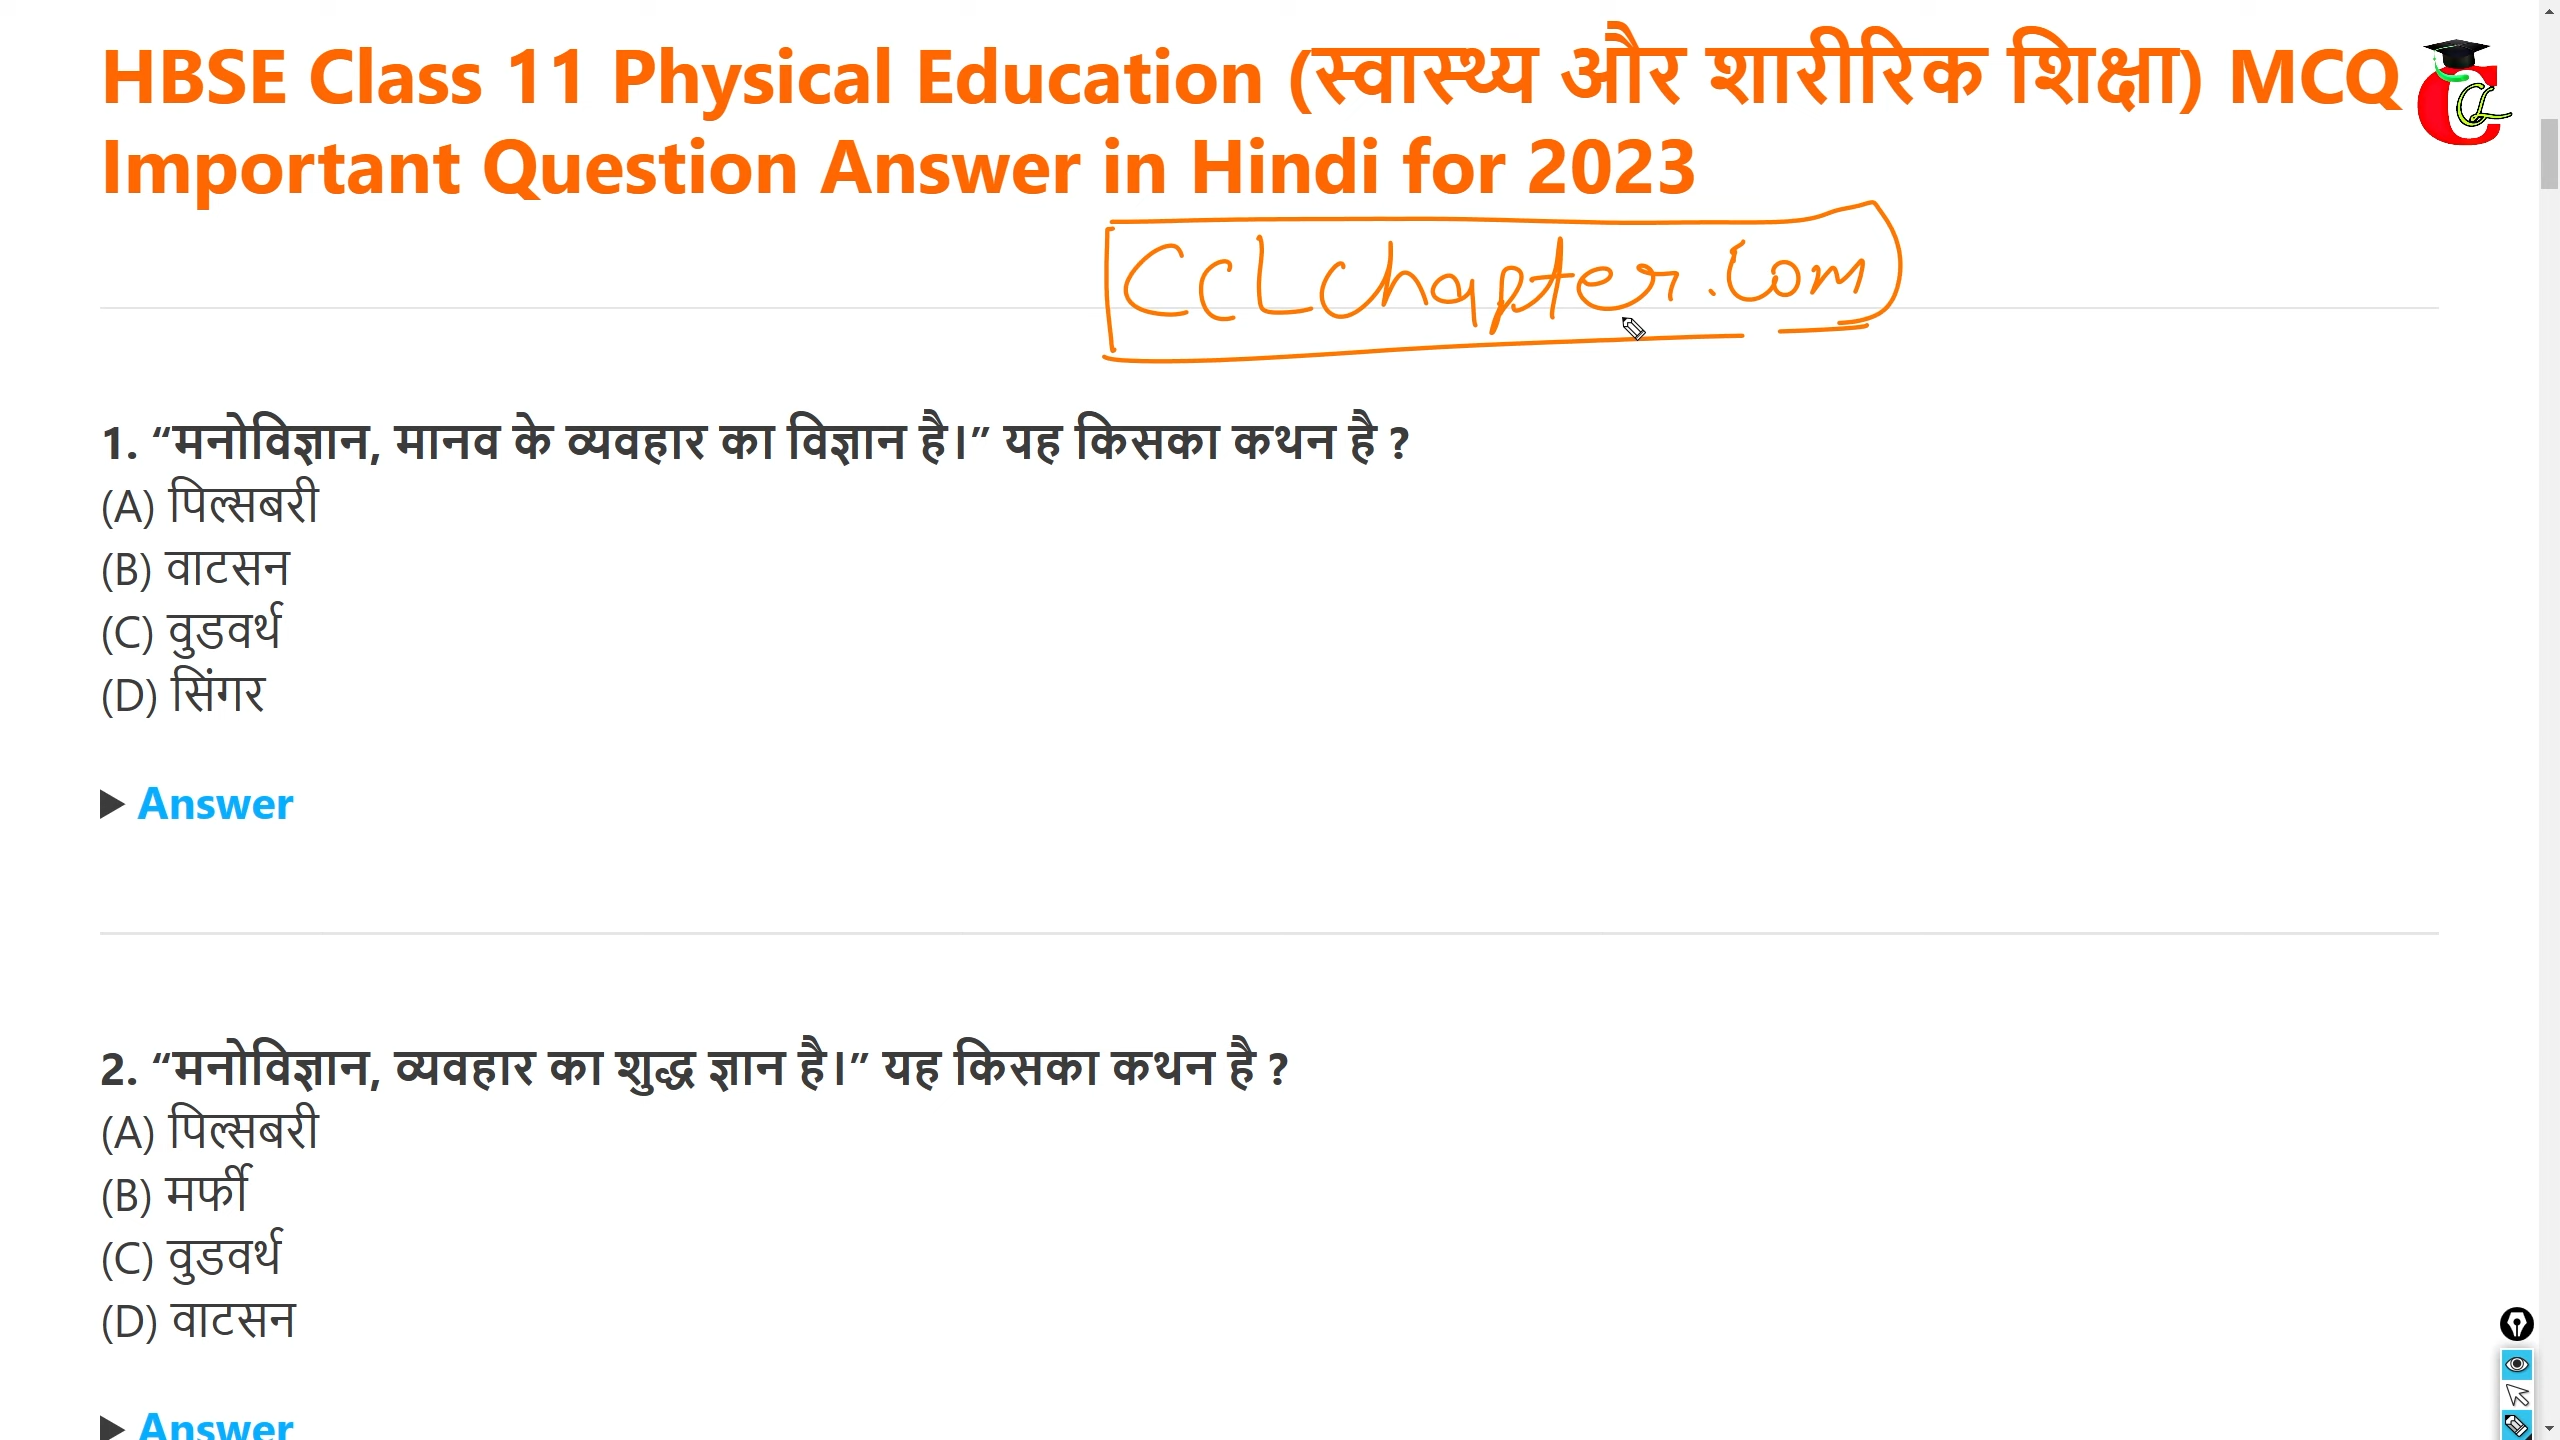 HBSE Class 11 Physical Education (स्वास्थ्य और शारीरिक शिक्षा) MCQ
Important Question Answer in Hindi for 2023
CCLChapter.Com
1. “मनोविज्ञान, मानव के व्यवहार का विज्ञान है।” यह किसका कथन है ?
(A) पिल्सबरी
(B) वाटसन
(C) वुडवर्थ
(D) सिंगर
Answer
2. “मनोविज्ञान, व्यवहार का शुद्ध ज्ञान है।” यह किसका कथन है ?
(A) पिल्सबरी
(B) मर्फी
(C) वुडवर्थ
(D) वाटसन
Answer